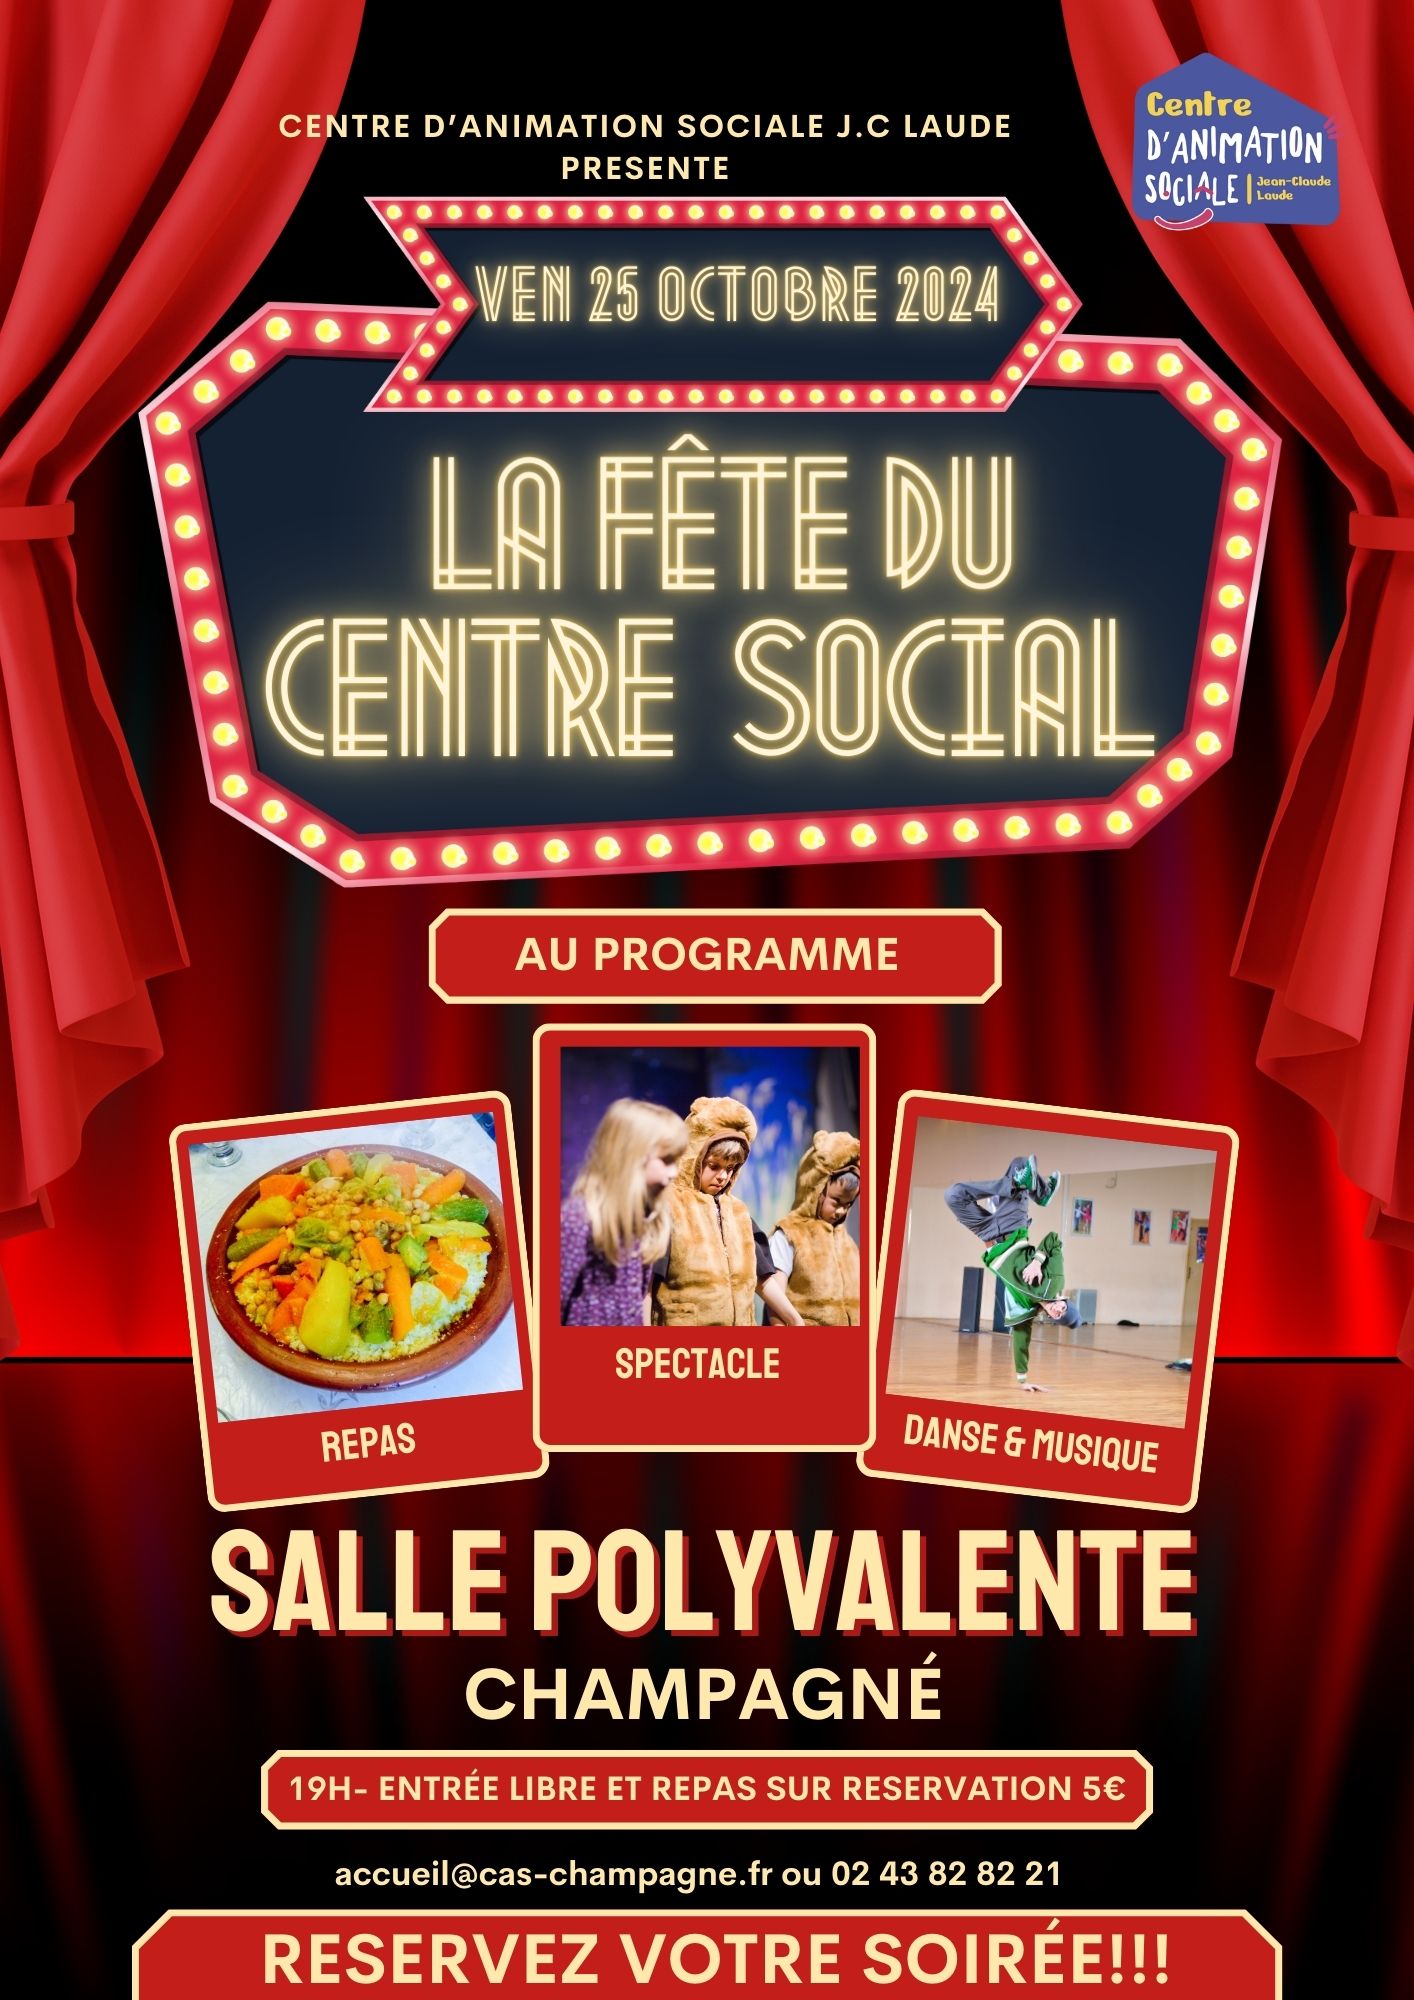 CENTRE D'ANIMATION SOCIALE J.C LAUDE
PRESENTE
Centre
D'ANIMATION
SOCIALE
Jean-Claude
Laude
VEN 25 OCTOBRE 2024
LA FÊTE DU
CENTRE SOCIAL
AU PROGRAMME
REPAS
SPECTACLE
DANSE & MUSIQUE
SALLE POLYVALENTE
CHAMPAGNÉ
19H- ENTRÉE LIBRE ET REPAS SUR RESERVATION 5€
accueil@cas-champagne.fr ou 02 43 82 82 21
RESERVEZ VOTRE SOIRÉE!!!